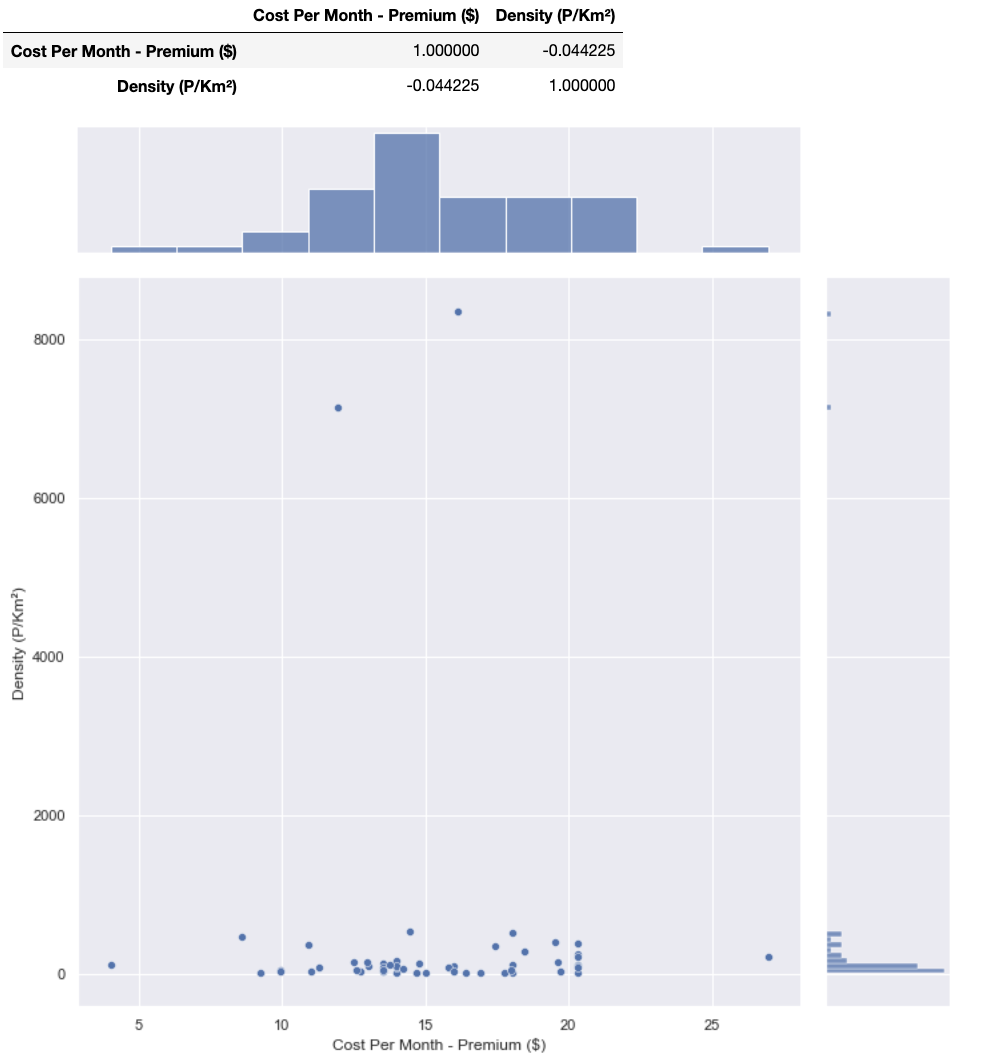 Cost Per Month - Premium ($) Density (P/Km²)
Cost Per Month - Premium ($) 1.000000 -0.044225
Density (P/Km²) -0.044225 1.000000
8000
6000
4000
2000
0
Density (P/Km²)
5 10 15 20 25
Cost Per Month - Premium ($)